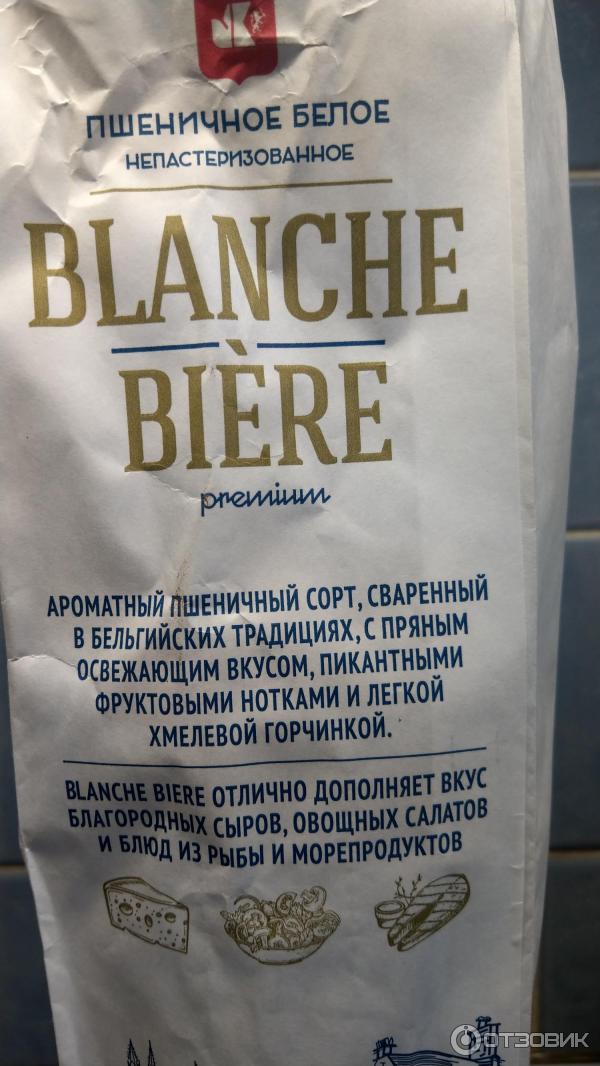 ПШЕНИЧНОЕ БЕЛОЕ
НЕПАСТЕРИЗОВАННОЕ
BLANCHE
BIÈRE
premium
АРОМАТНЫЙ ПШЕНИЧНЫЙ СОРТ, СВАРЕННЫЙ
В БЕЛЬГИЙСКИХ ТРАДИЦИЯХ, С ПРЯНЫМ
ОСВЕЖАЮЩИМ ВКУСОМ, ПИКАНТНЫМИ
ФРУКТОВЫМИ НОТКАМИ И ЛЕГКОЙ
ХМЕЛЕВОЙ ГОРЧИНКОЙ.
BLANCHE BIERE ОТЛИЧНО ДОПОЛНЯЕТ ВКУС
БЛАГОРОДНЫХ СЫРОВ, ОВОЩНЫХ САЛАТОВ
И БЛЮД ИЗ РЫБЫ И МОРЕПРОДУКТОВ
ОТЗОВИК